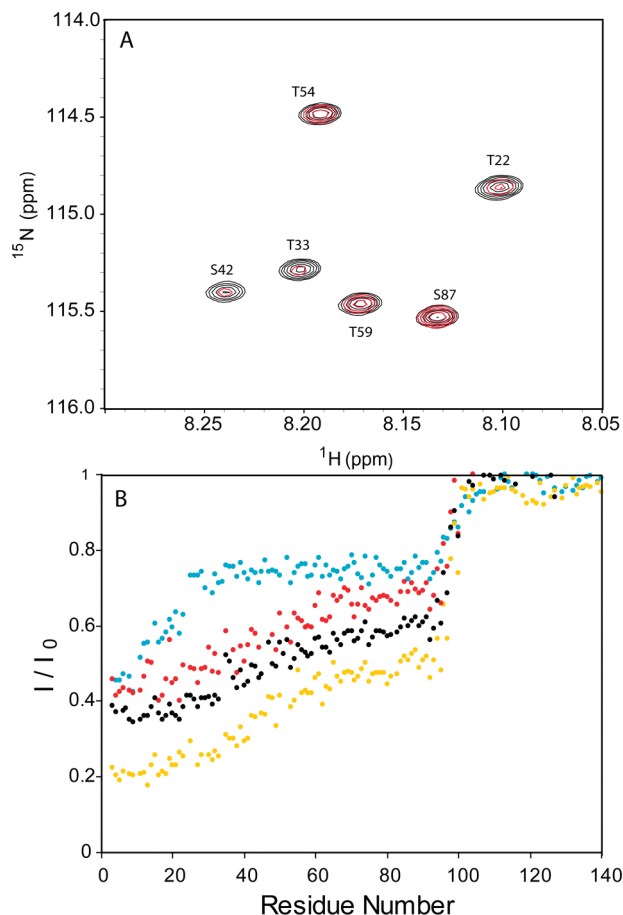 A
114.0
114.5
115.0
115.5
116.0
¹⁵N (ppm)
T54
T22
T33
S42
S87
T59
8.25
8.20
8.15
8.10
8.05
¹H (ppm)
B
1
0.8
0.6
0.4
0.2
0
I / I₀
0
20
40
60
80
100
120
140
Residue Number